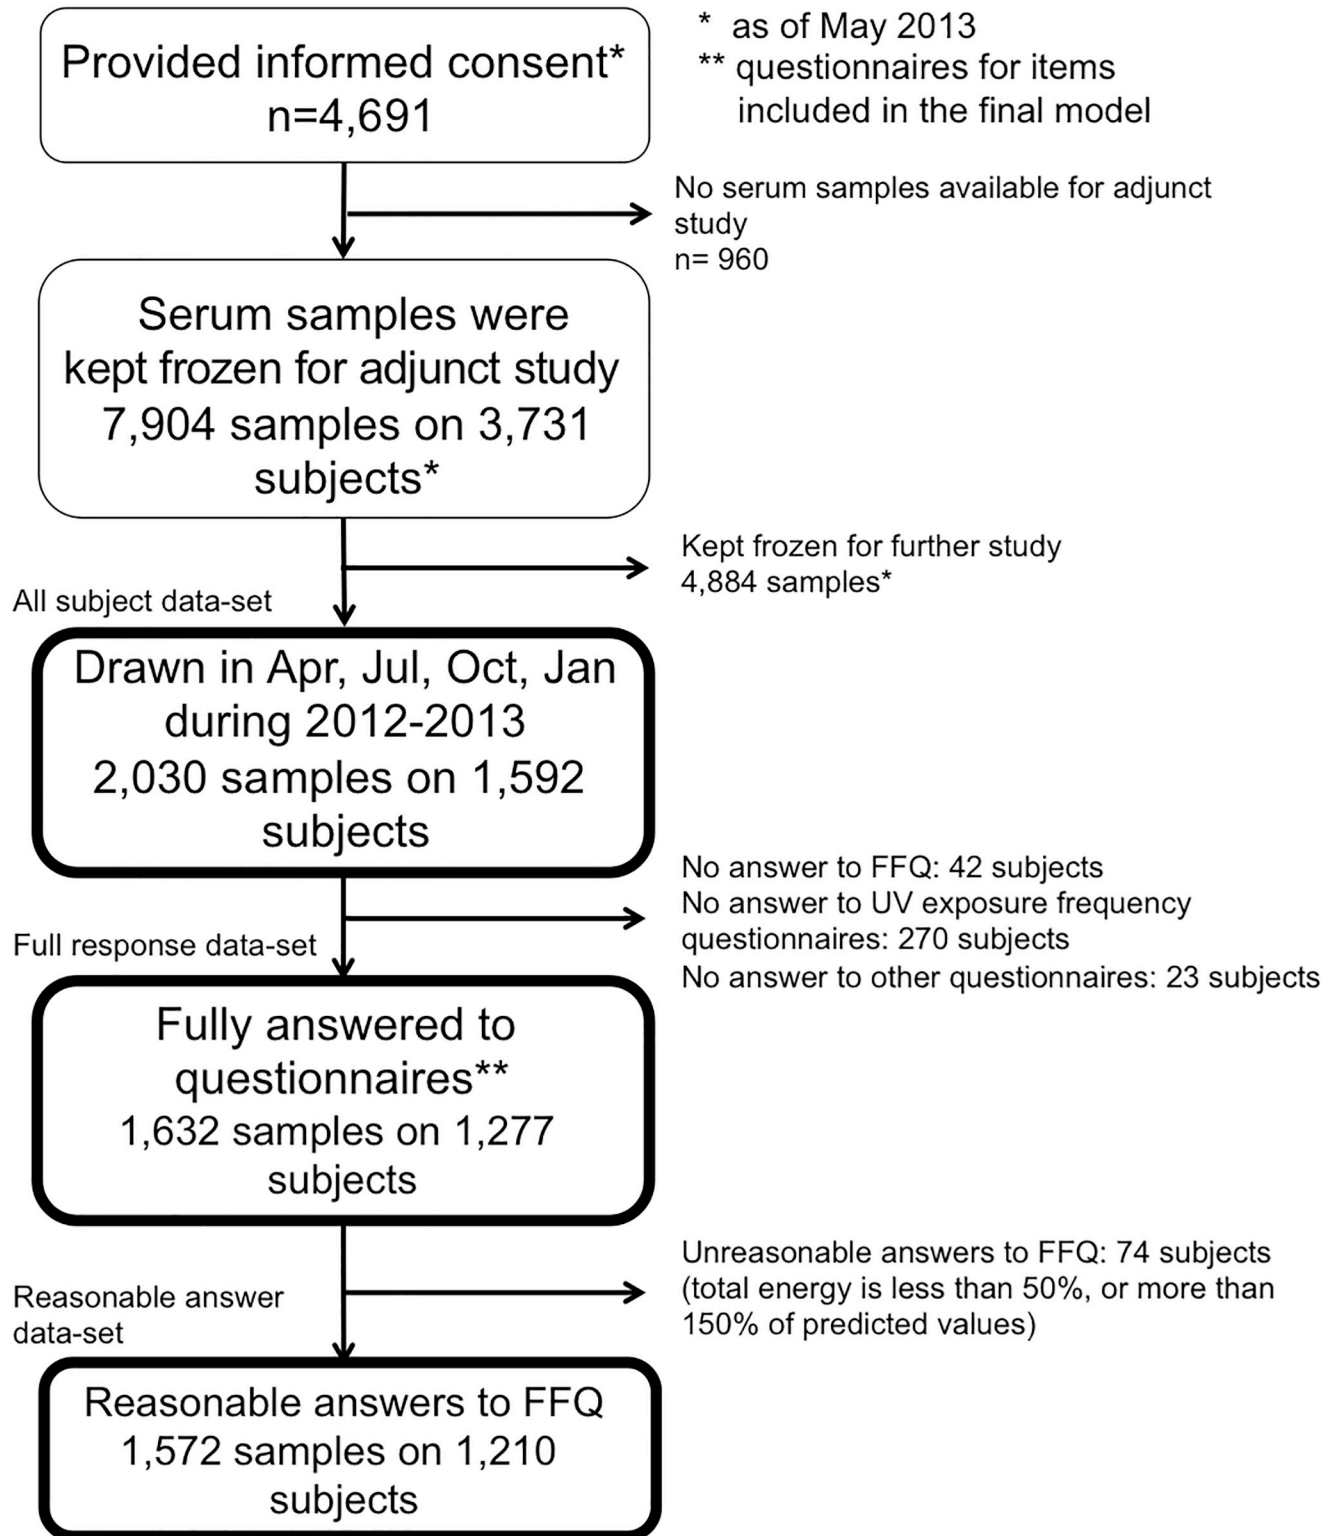 Provided informed consent*
n=4,691
* as of May 2013
** questionnaires for items
included in the final model
No serum samples available for adjunct
study
n= 960
Serum samples were
kept frozen for adjunct study
7,904 samples on 3,731
subjects*
Kept frozen for further study
4,884 samples*
All subject data-set
Drawn in Apr, Jul, Oct, Jan
during 2012-2013
2,030 samples on 1,592
subjects
No answer to FFQ: 42 subjects
No answer to UV exposure frequency
questionnaires: 270 subjects
No answer to other questionnaires: 23 subjects
Full response data-set
Fully answered to
questionnaires**
1,632 samples on 1,277
subjects
Unreasonable answers to FFQ: 74 subjects
(total energy is less than 50%, or more than
150% of predicted values)
Reasonable answer
data-set
Reasonable answers to FFQ
1,572 samples on 1,210
subjects